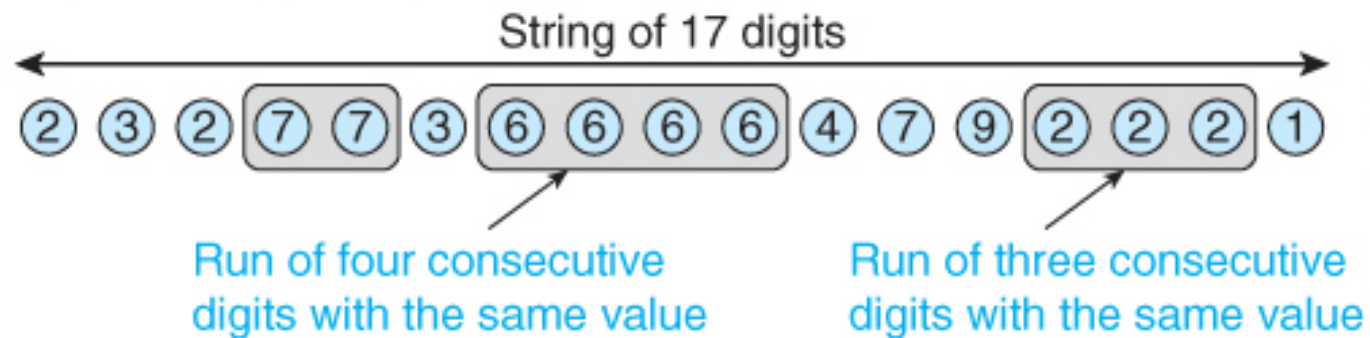 String of 17 digits
2 3 2 7 7 3 6 6 6 6 4 7 9 2 2 2 1
Run of four consecutive
digits with the same value
Run of three consecutive
digits with the same value